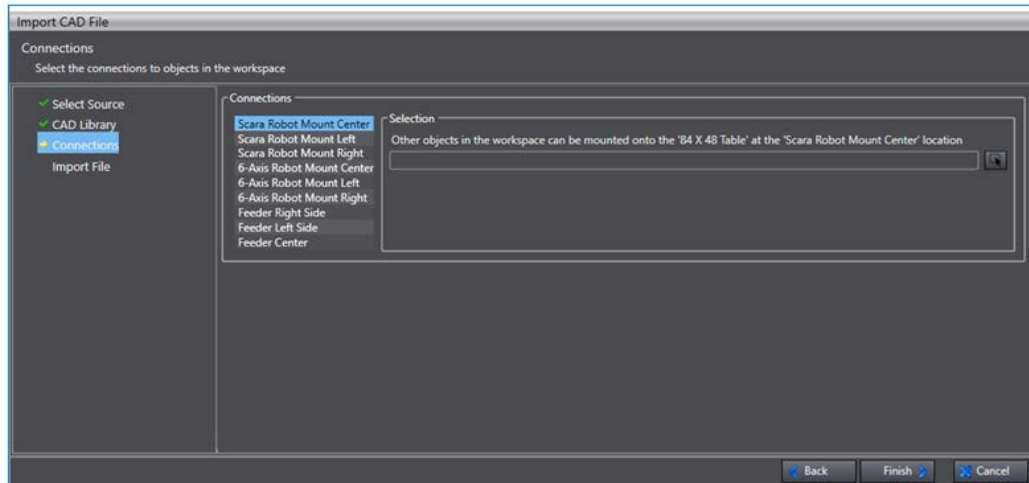 Import CAD File
Connections
Select the connections to objects in the workspace
Select Source
CAD Library
Connections
Import File
Connections
Scara Robot Mount Center
Scara Robot Mount Left
Scara Robot Mount Right
6-Axis Robot Mount Center
6-Axis Robot Mount Left
6-Axis Robot Mount Right
Feeder Right Side
Feeder Left Side
Feeder Center
Selection
Other objects in the workspace can be mounted onto the '84 X 48 Table' at the 'Scara Robot Mount Center' location
Back
Finish
Cancel